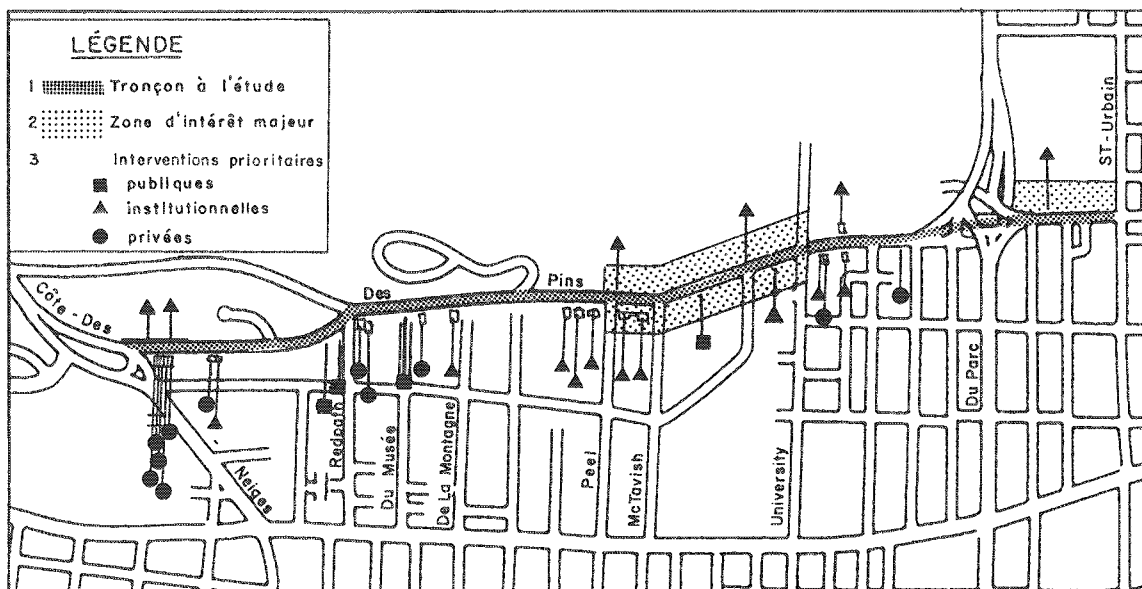 LÉGENDE
1 Tronçon à l'étude
2 Zone d'intérêt majeur
3 Interventions prioritaires
publiques
institutionnelles
privées
ST-Urbain
Côte-Des
Neiges
Des
Pins
Redpath
Du Musée
De La Montagne
Peel
McTavish
University
Du Parc